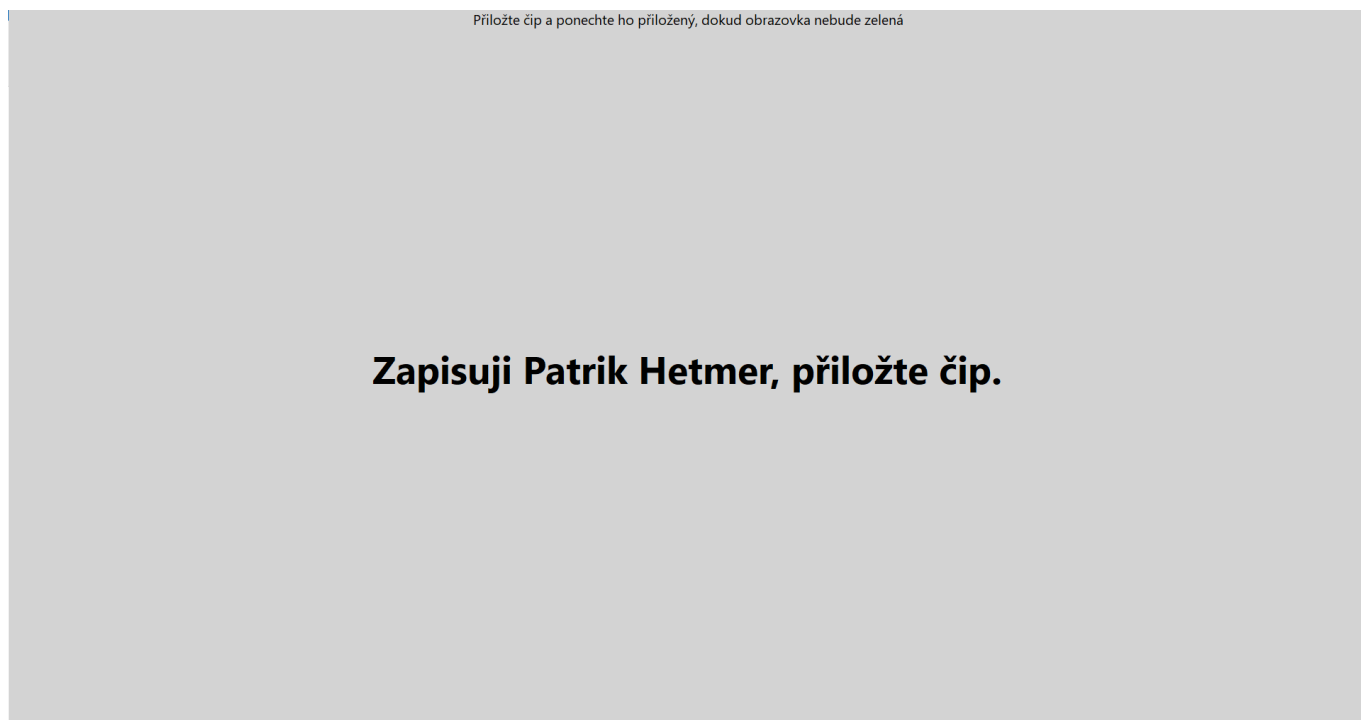 Přiložte čip a ponechte ho přiložený, dokud obrazovka nebude zelená
Zapisuji Patrik Hetmer, přiložte čip.